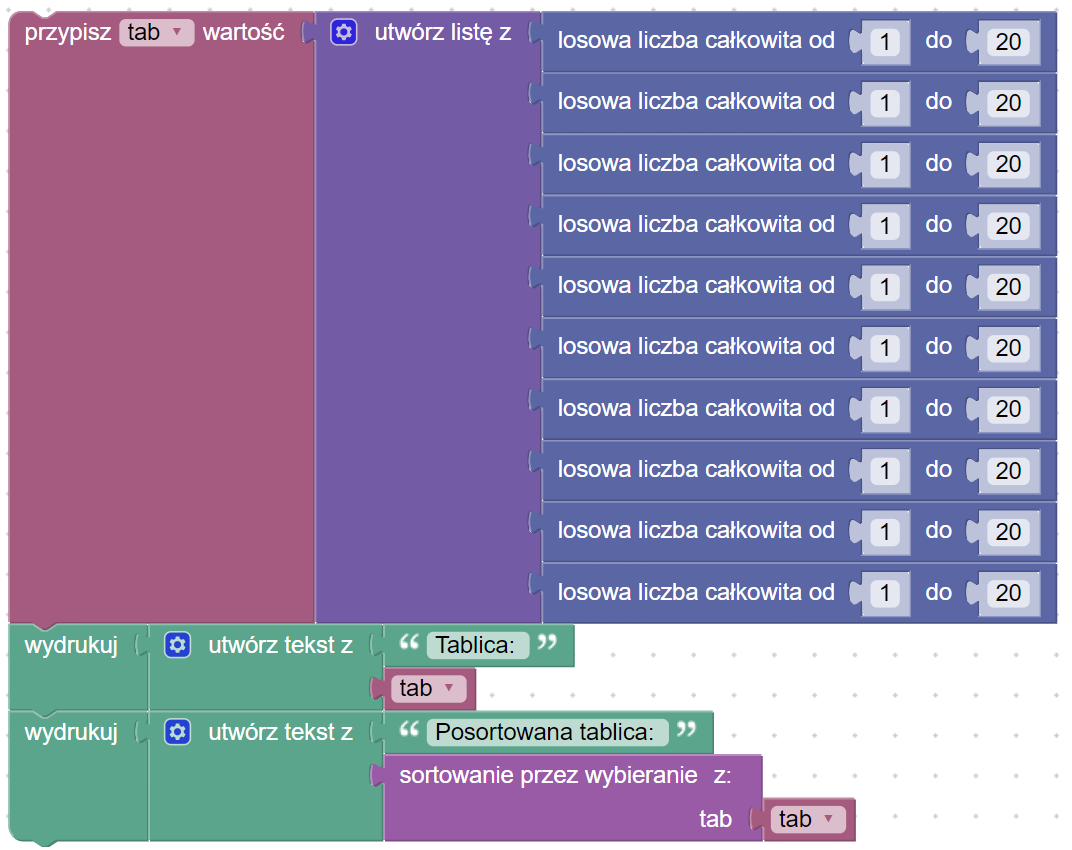 przypisz tab ▾ wartość utwórz listę z losowa liczba całkowita od 1 do 20
losowa liczba całkowita od 1 do 20
losowa liczba całkowita od 1 do 20
losowa liczba całkowita od 1 do 20
losowa liczba całkowita od 1 do 20
losowa liczba całkowita od 1 do 20
losowa liczba całkowita od 1 do 20
losowa liczba całkowita od 1 do 20
losowa liczba całkowita od 1 do 20
losowa liczba całkowita od 1 do 20
wydrukuj utwórz tekst z “ Tablica: ”
tab ▾
wydrukuj utwórz tekst z “ Posortowana tablica: ”
sortowanie przez wybieranie z:
tab tab ▾